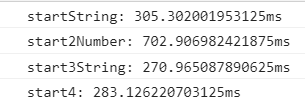 startString: 305.302001953125ms
start2Number: 702.906982421875ms
start3String: 270.965087890625ms
start4: 283.126220703125ms